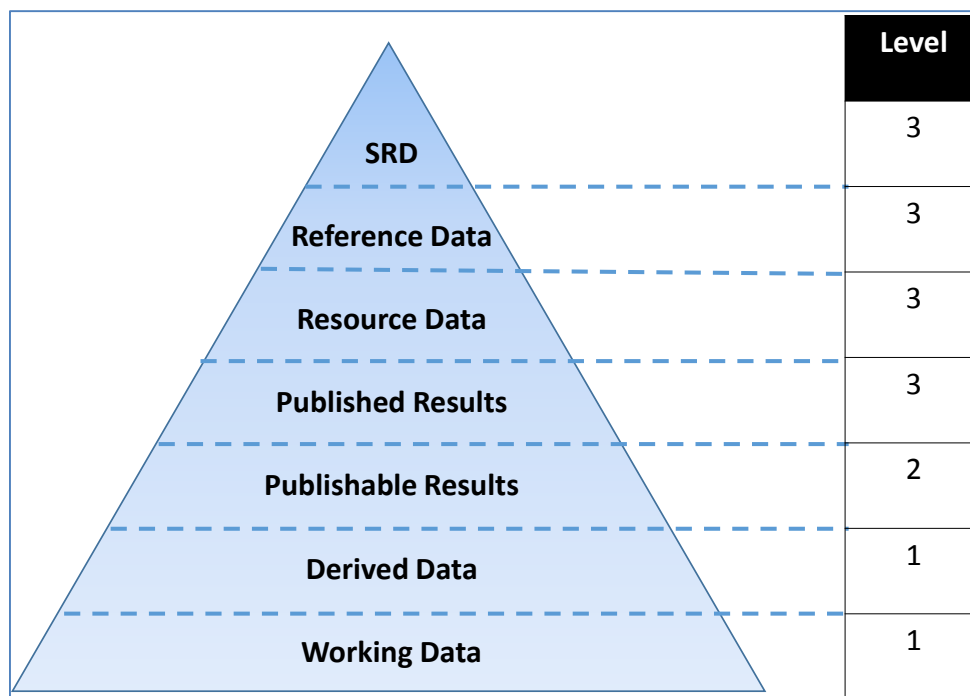 Level
SRD
3
Reference Data
3
Resource Data
3
Published Results
3
Publishable Results
2
Derived Data
1
Working Data
1